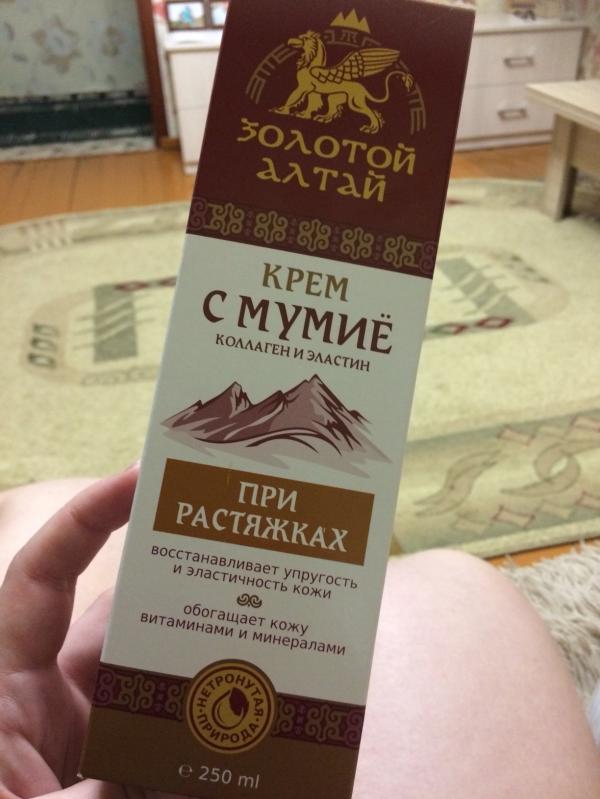 ЗОЛОТОЙ
АЛТАЙ
КРЕМ
С МУМИЁ
КОЛЛАГЕН И ЭЛАСТИН
ПРИ
РАСТЯЖКАХ
восстанавливает упругость
и эластичность кожи
обогащает кожу
витаминами и минералами
НЕТРОНУТАЯ
ПРИРОДА
℮ 250 ml